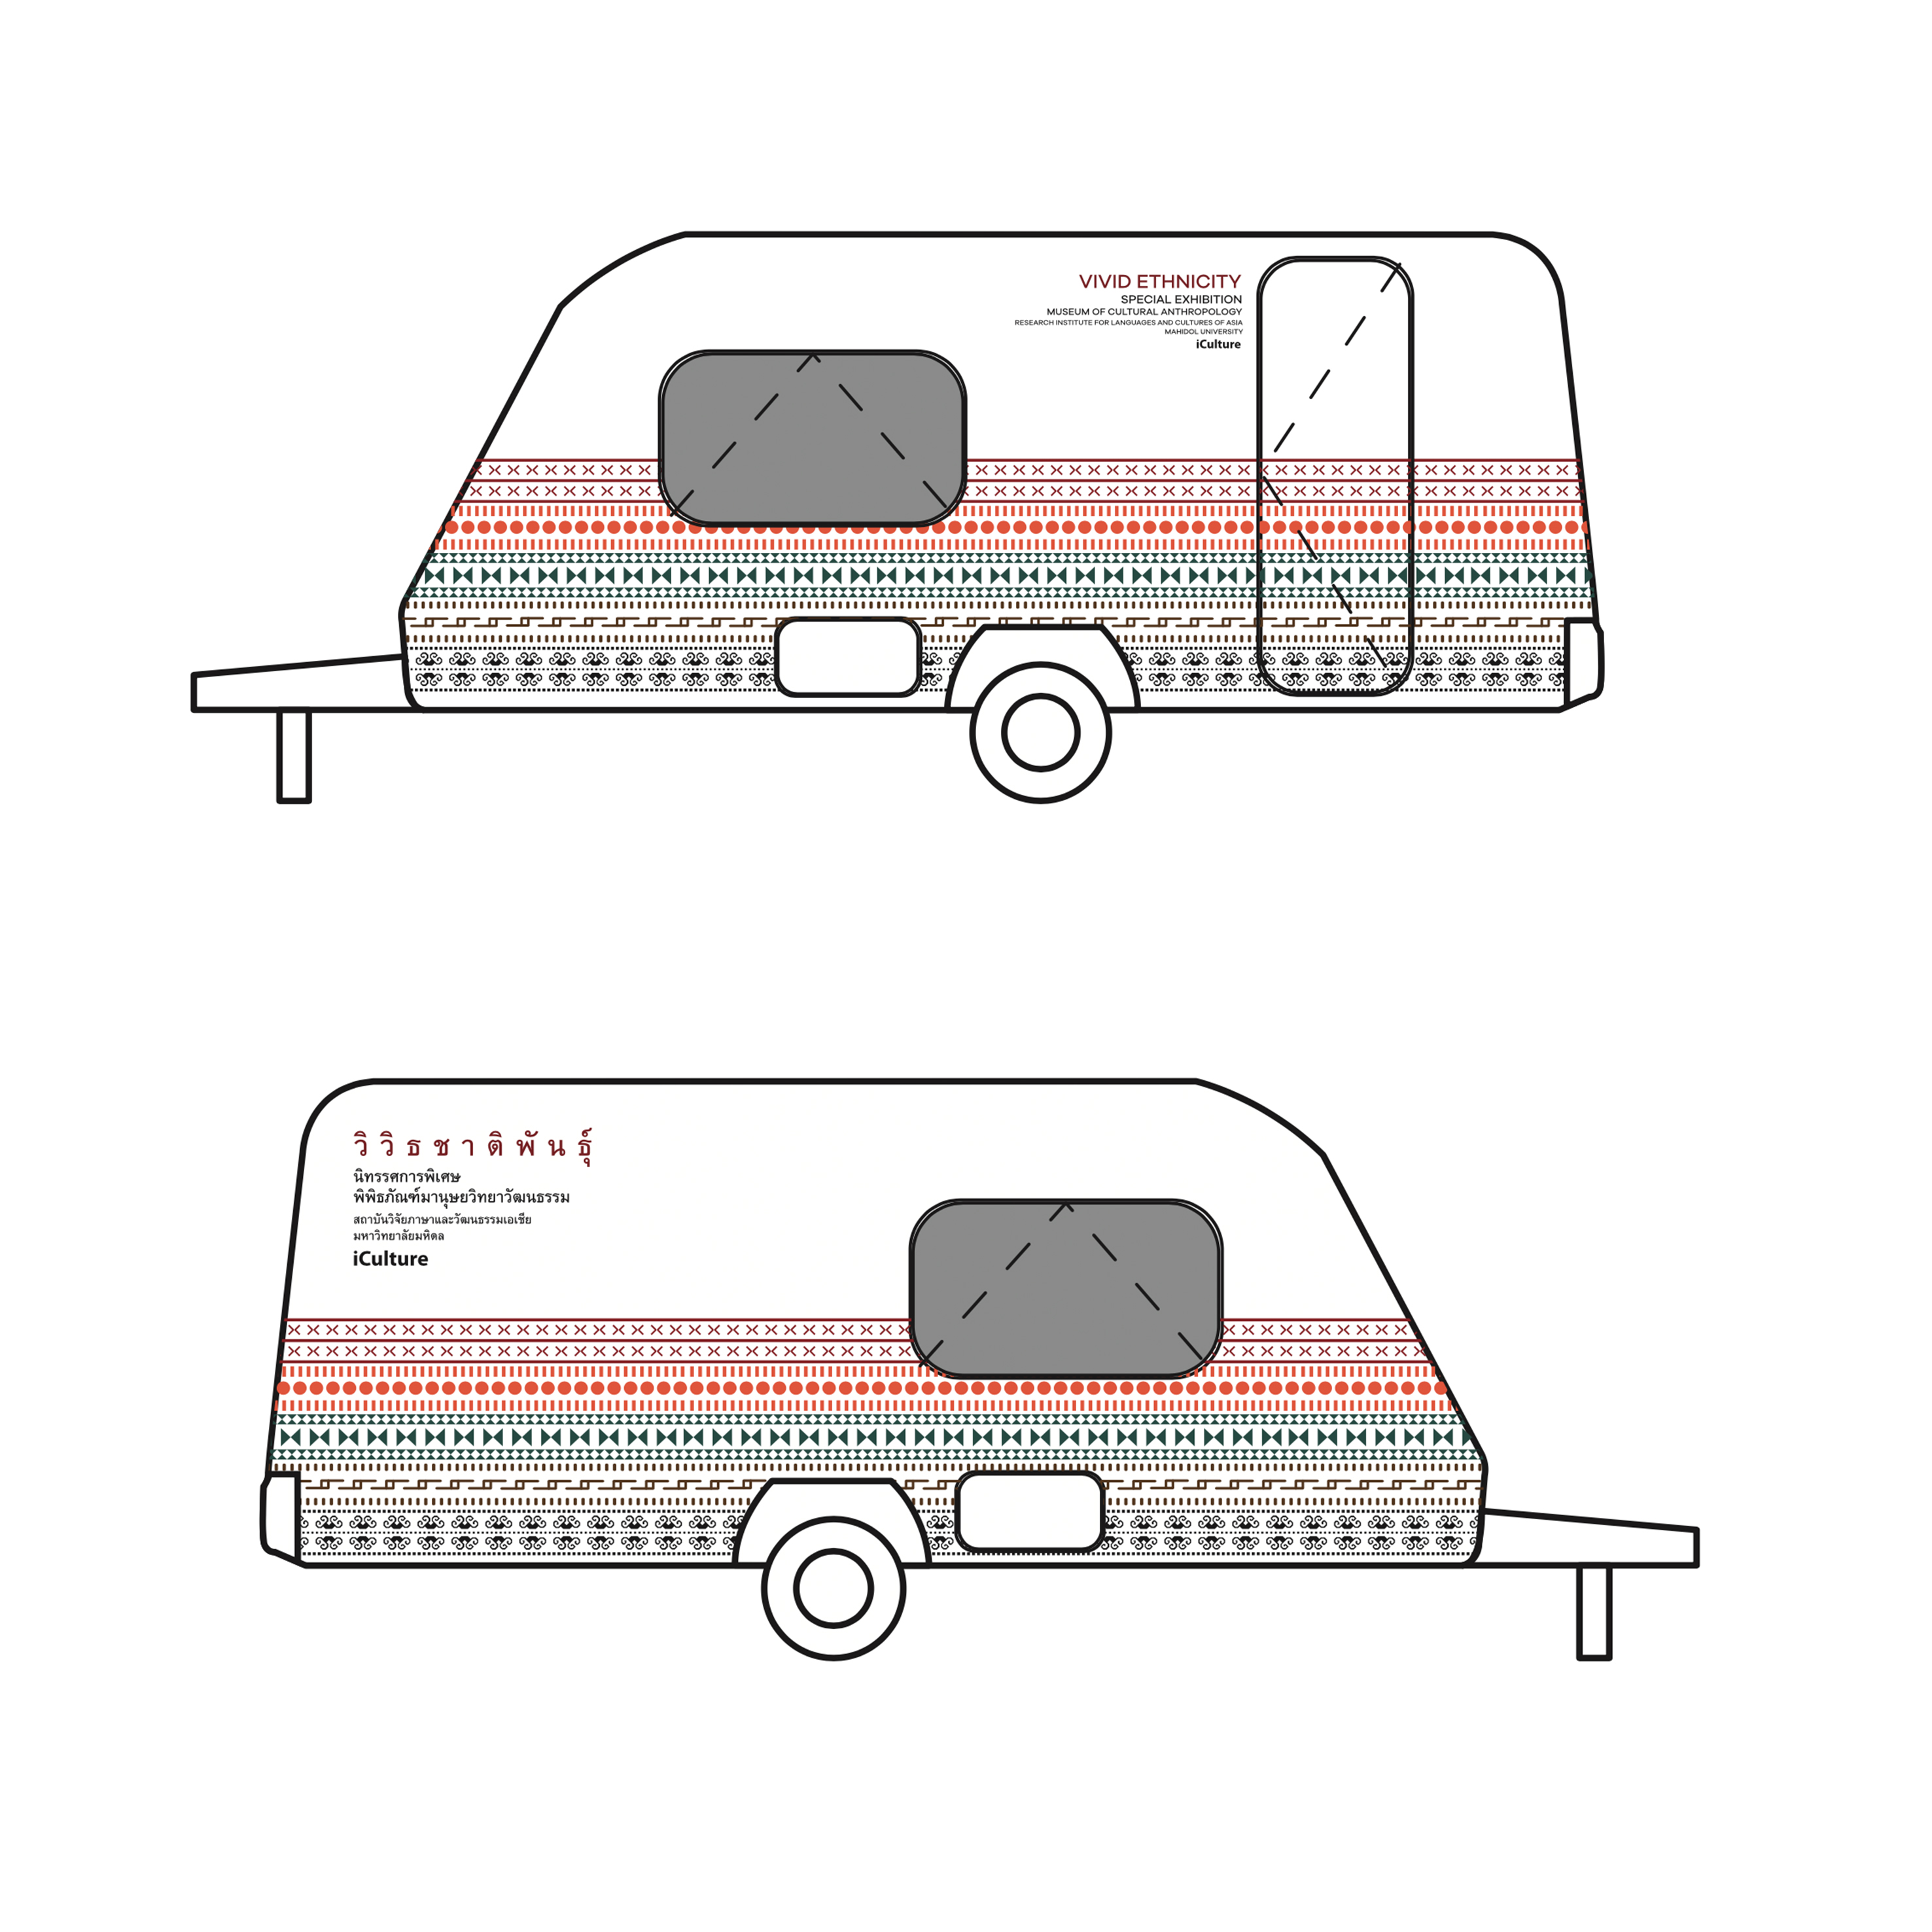 VIVID ETHNICITY
SPECIAL EXHIBITION
MUSEUM OF CULTURAL ANTHROPOLOGY
RESEARCH INSTITUTE FOR LANGUAGES AND CULTURES OF ASIA
MAHIDOL UNIVERSITY
iCulture
วิวิธชาติพันธุ์
นิทรรศการพิเศษ
พิพิธภัณฑ์มานุษยวิทยาวัฒนธรรม
สถาบันวิจัยภาษาและวัฒนธรรมเอเชีย
มหาวิทยาลัยมหิดล
iCulture